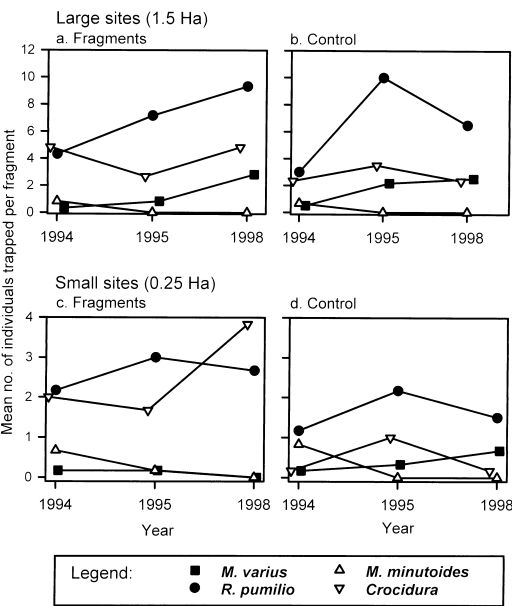 Large sites (1.5 Ha)
a. Fragments
b. Control
12
10
8
6
4
2
0
1994 1995 1998
1994 1995 1998
Mean no. of individuals trapped per fragment
Small sites (0.25 Ha)
c. Fragments
d. Control
4
3
2
1
0
1994 1995 1998
1994 1995 1998
Year
Year
Legend:
M. varius
M. minutoides
R. pumilio
Crocidura